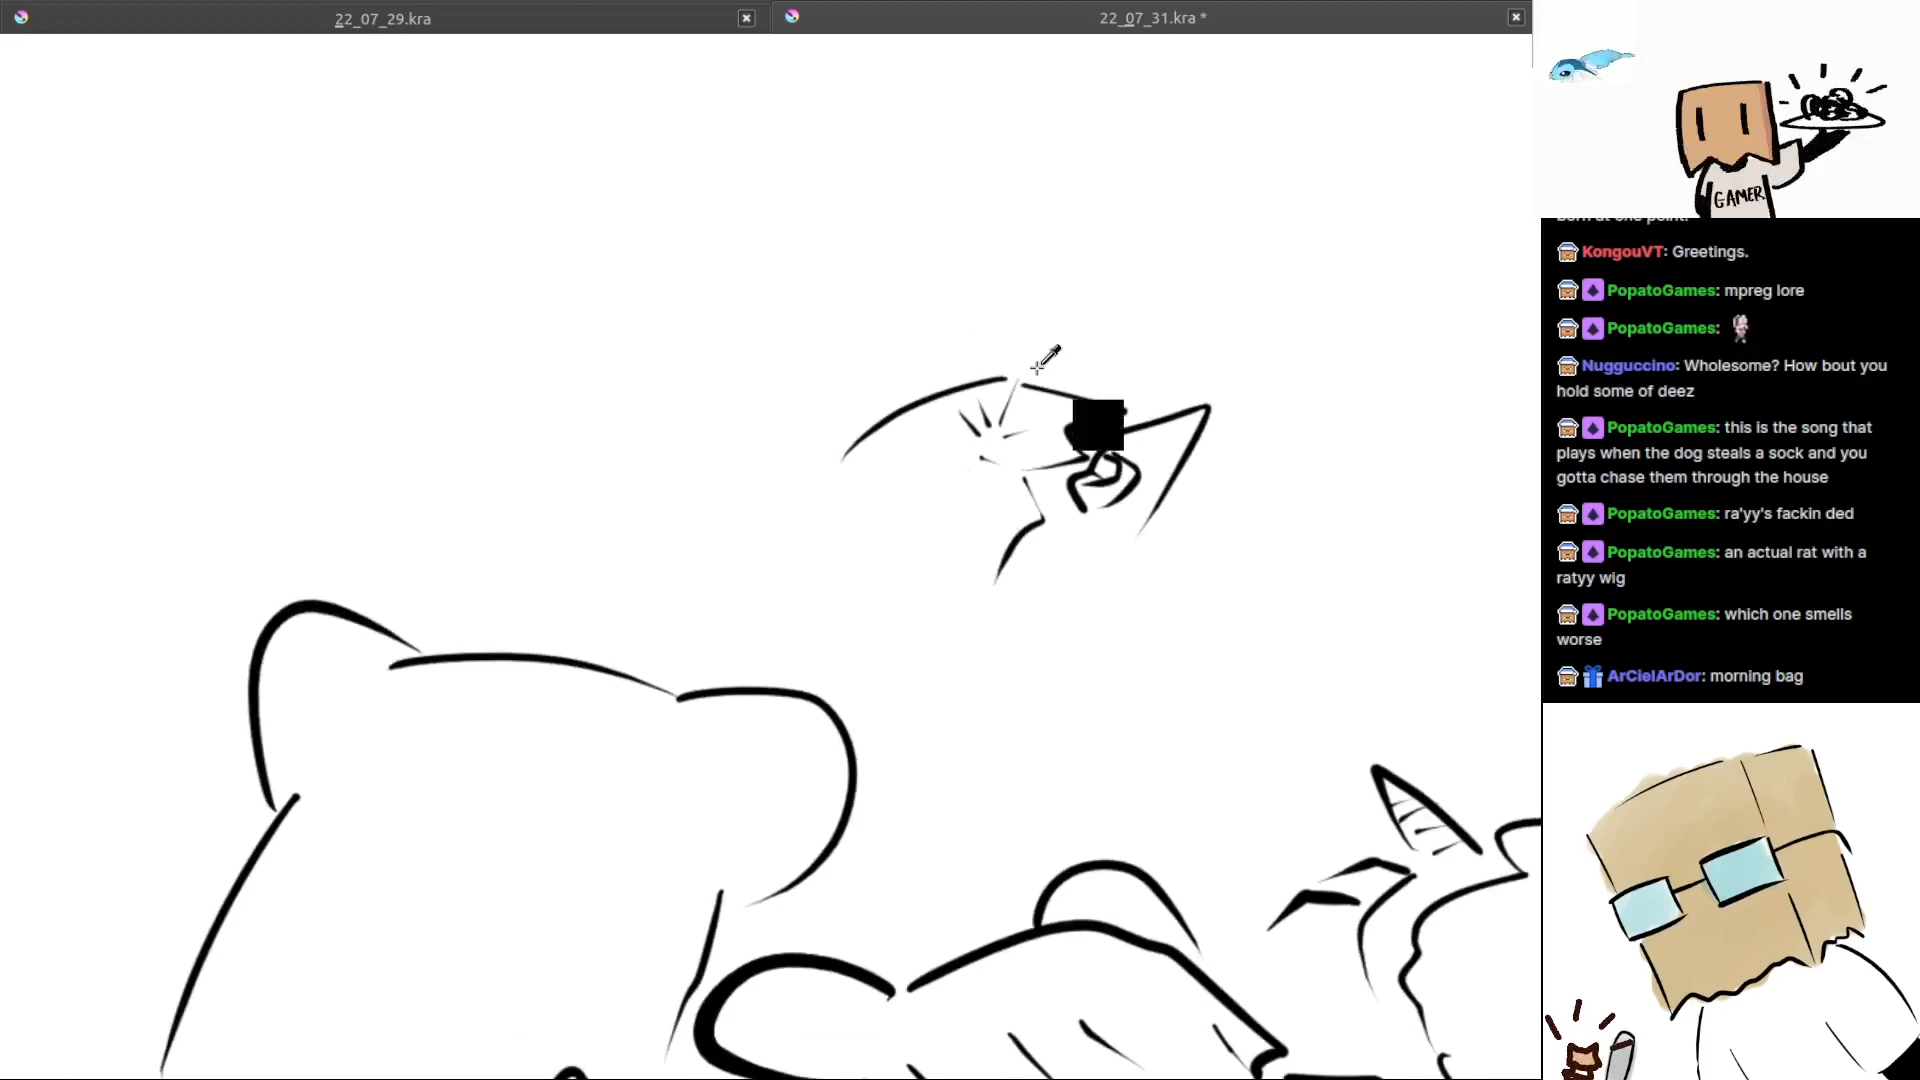 22_07_29.kra
22_07_31.kra *
GAMER
KongouVT: Greetings.
PopatoGames: mpreg lore
PopatoGames:
Nugguccino: Wholesome? How bout you
hold some of deez
PopatoGames: this is the song that
plays when the dog steals a sock and you
gotta chase them through the house
PopatoGames: ra'yy's fackin ded
PopatoGames: an actual rat with a
ratyy wig
PopatoGames: which one smells
worse
ArCielArDor: morning bag